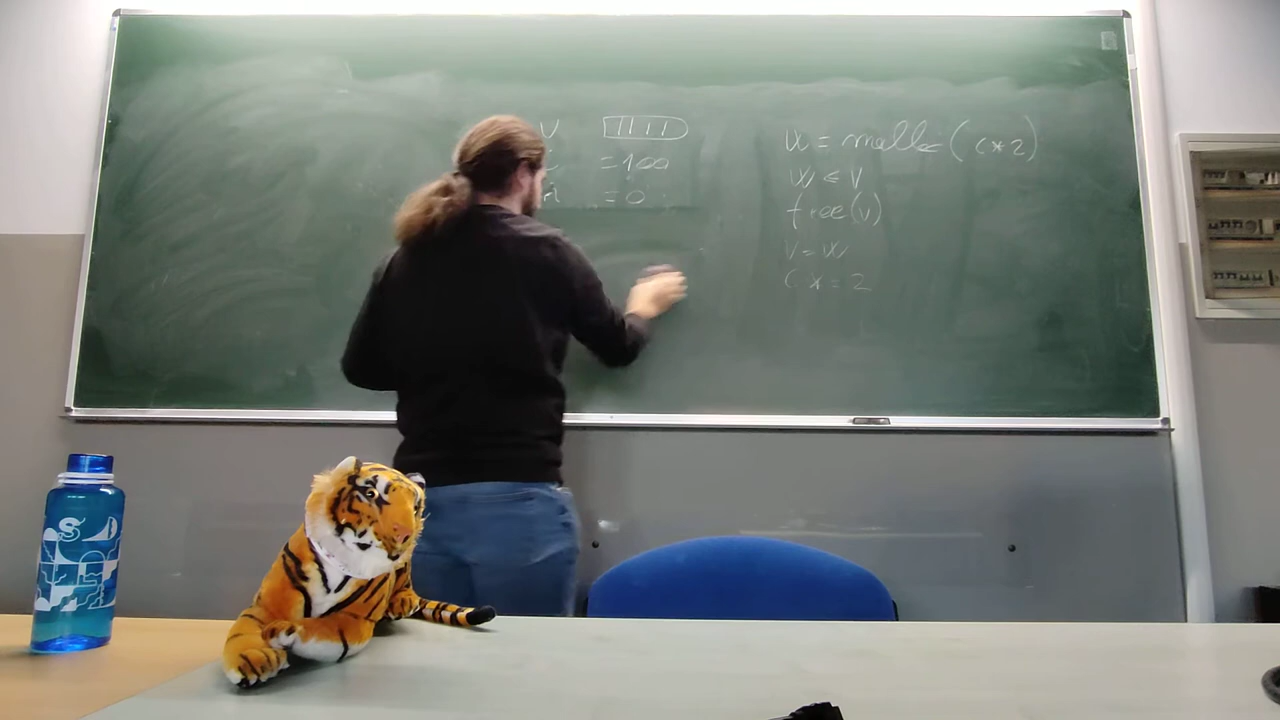 V
= 100
= 0
W = malloc (C*2)
W ← V
free(V)
V = W
C *= 2